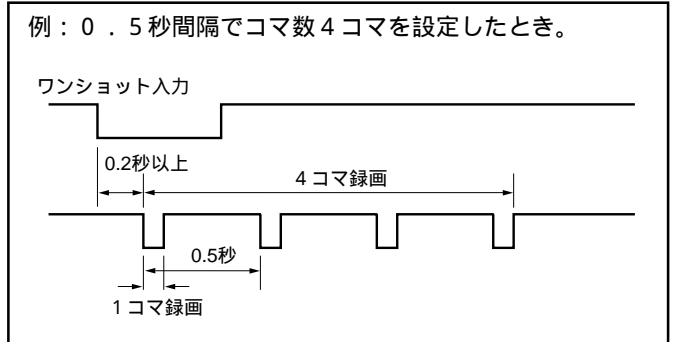 例：０．５秒間隔でコマ数４コマを設定したとき。
ワンショット入力
0.2秒以上
４コマ録画
0.5秒
１コマ録画